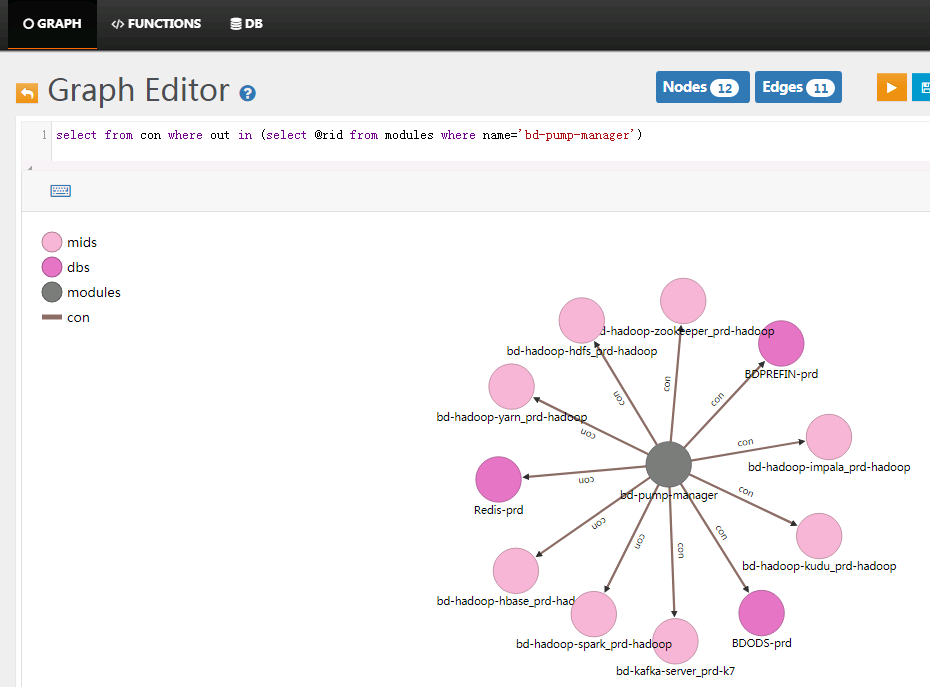 GRAPH
</> FUNCTIONS
DB
Graph Editor ?
Nodes 12
Edges 11
1 select from con where out in (select @rid from modules where name='bd-pump-manager')
mids
dbs
modules
con
d-hadoop-zookeeper_prd-hadoop
bd-hadoop-hdfs_prd-hadoop
BDPREFIN-prd
con
con
con
bd-hadoop-yarn_prd-hadoop
con
con
bd-hadoop-impala_prd-hadoop
con
bd-pump-manager
con
Redis-prd
con
con
con
con
bd-hadoop-kudu_prd-hadoop
bd-hadoop-hbase_prd-had
bd-hadoop-spark_prd-hadoop
BDODS-prd
bd-kafka-server_prd-k7